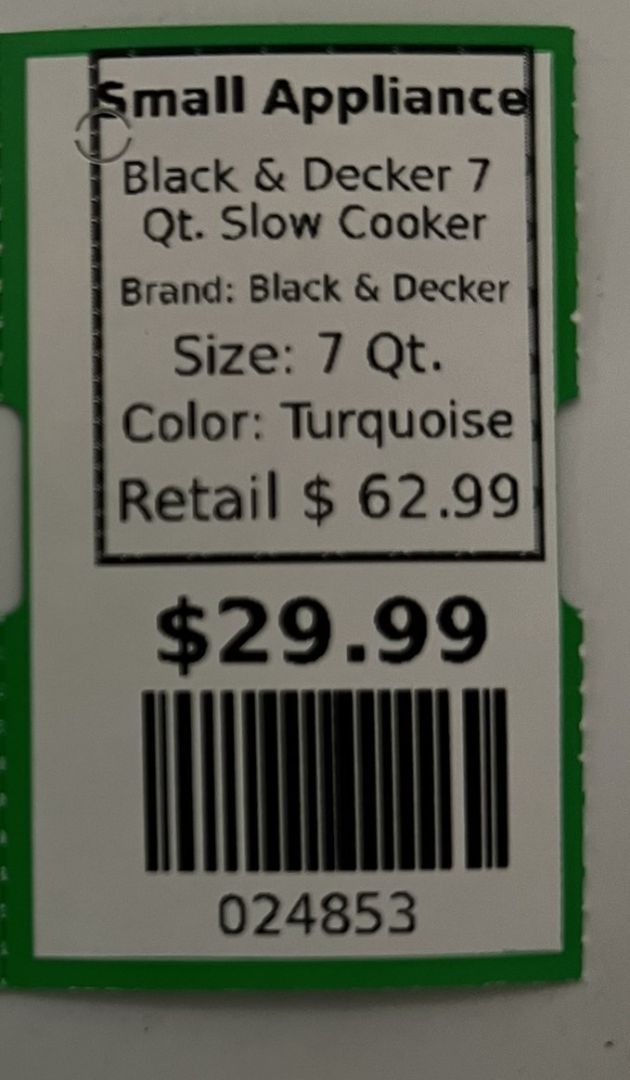 Small Appliance
Black & Decker 7
Qt. Slow Cooker
Brand: Black & Decker
Size: 7 Qt.
Color: Turquoise
Retail $ 62.99
$29.99
024853